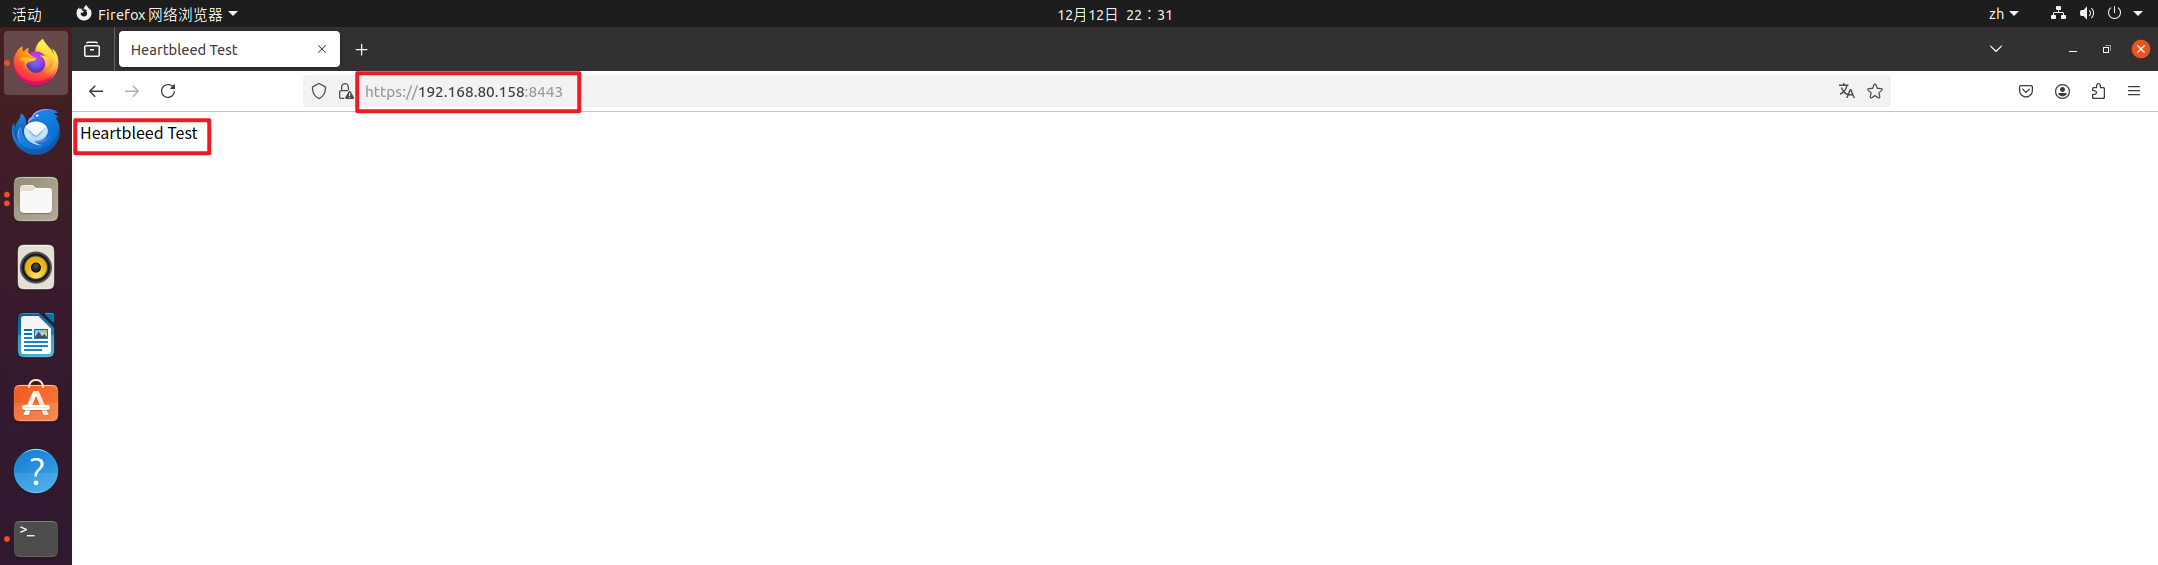 活动 Firefox 网络浏览器 12月12日 22：31 zh
Heartbleed Test
https://192.168.80.158:8443
Heartbleed Test